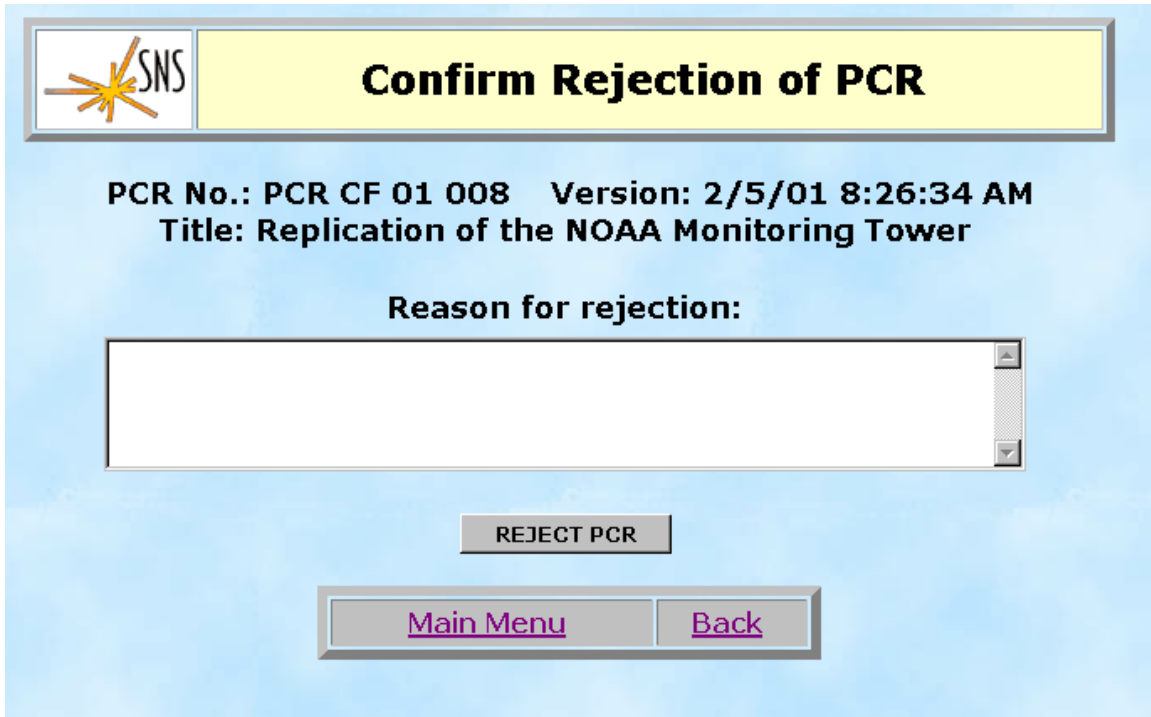 SNS
Confirm Rejection of PCR
PCR No.: PCR CF 01 008 Version: 2/5/01 8:26:34 AM
Title: Replication of the NOAA Monitoring Tower
Reason for rejection:
REJECT PCR
Main Menu Back